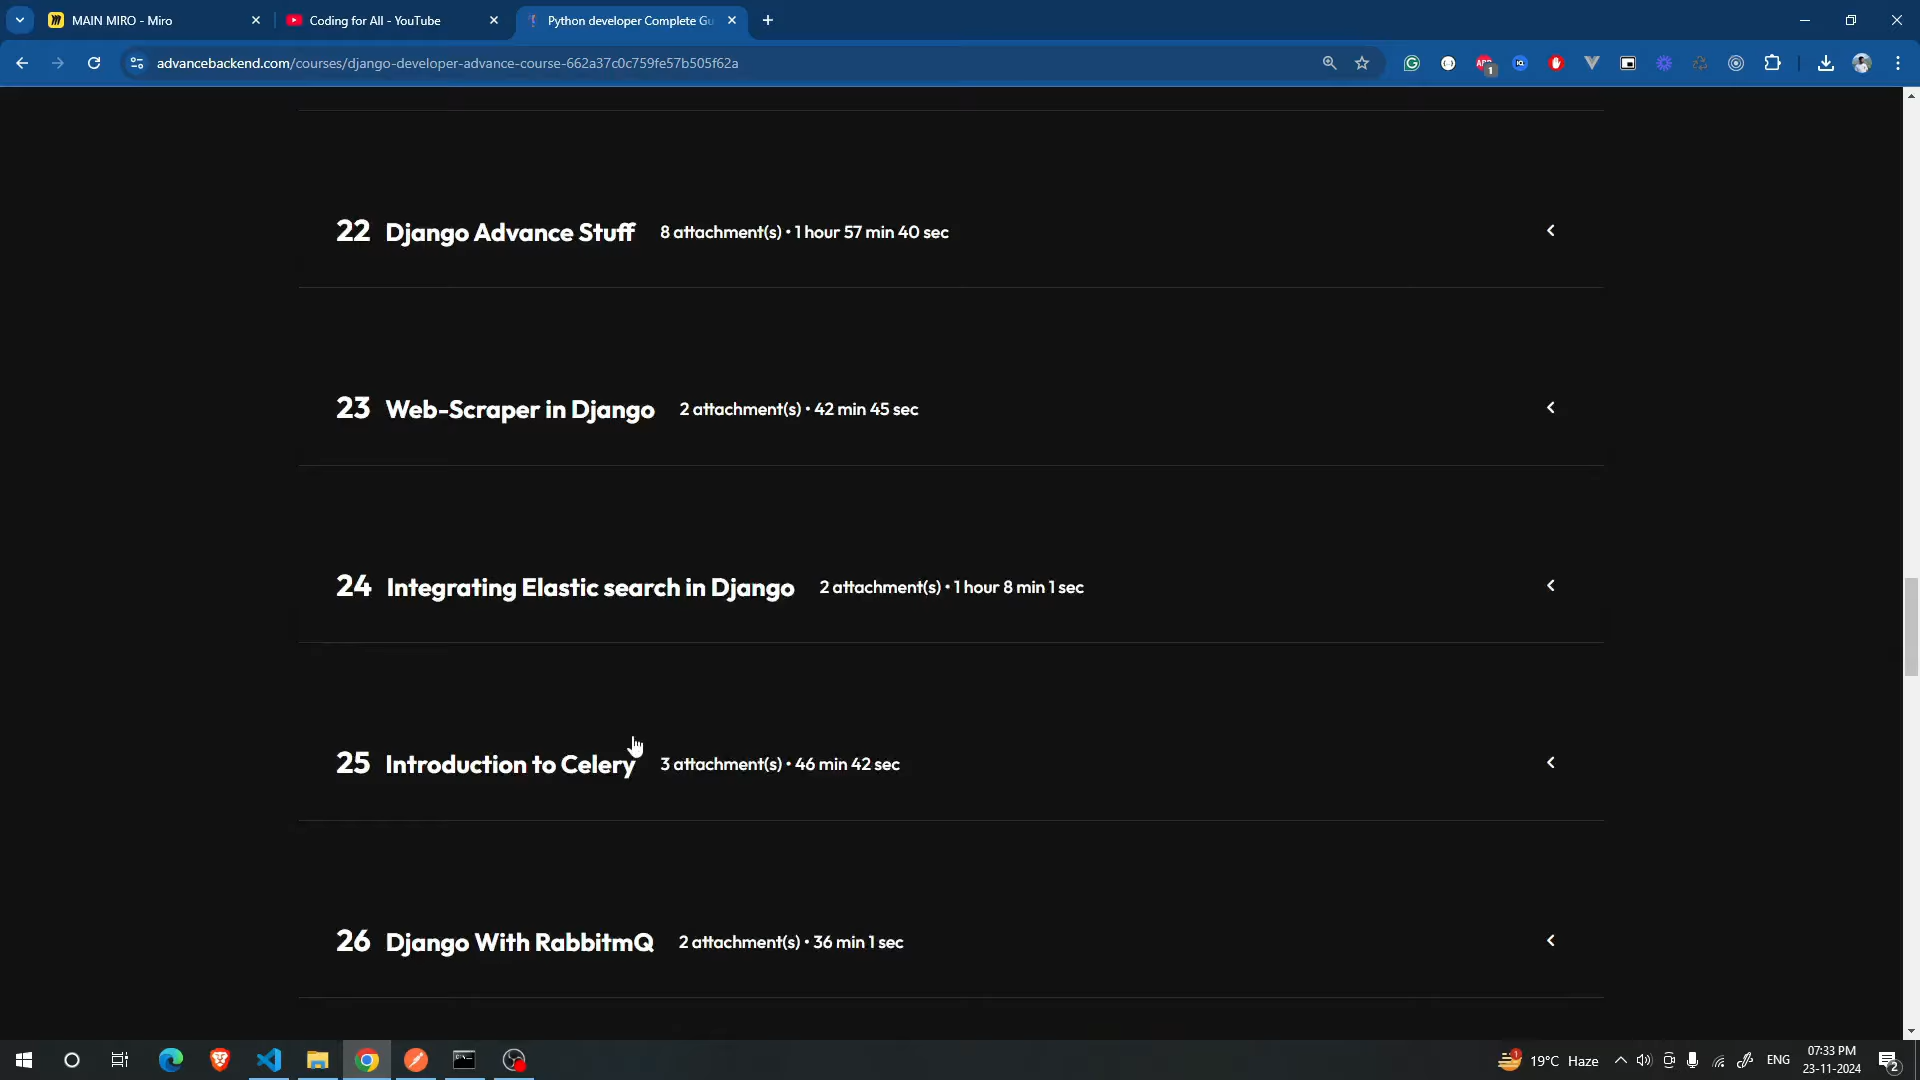 MAIN MIRO - Miro
Coding for All - YouTube
Python developer Complete Gu
advancebackend.com/courses/django-developer-advance-course-662a37c0c759fe57b505f62a
22 Django Advance Stuff 8 attachment(s) • 1 hour 57 min 40 sec
23 Web-Scraper in Django 2 attachment(s) • 42 min 45 sec
24 Integrating Elastic search in Django 2 attachment(s) • 1 hour 8 min 1 sec
25 Introduction to Celery 3 attachment(s) • 46 min 42 sec
26 Django With RabbitmQ 2 attachment(s) • 36 min 1 sec
19°C Haze
ENG
07:33 PM
23-11-2024
2